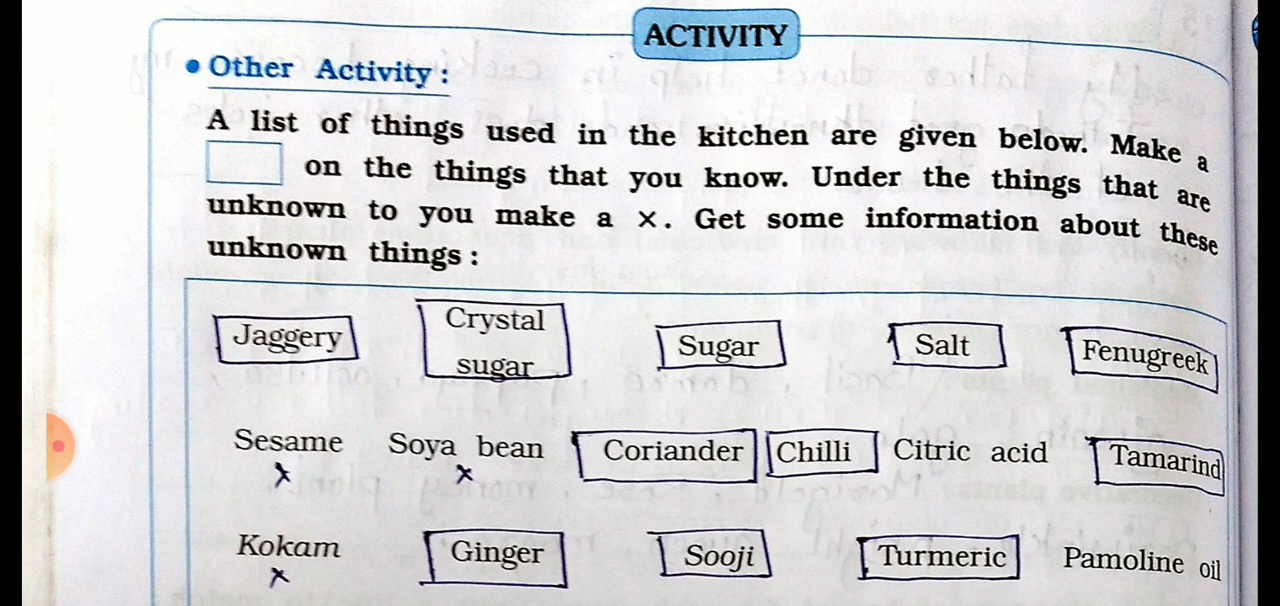 ACTIVITY
• Other Activity :
A list of things used in the kitchen are given below. Make a
on the things that you know. Under the things that are
unknown to you make a ×. Get some information about these
unknown things :
Jaggery Crystal sugar Sugar Salt Fenugreek
Sesame Soya bean Coriander Chilli Citric acid Tamarind
× ×
Kokam Ginger Sooji Turmeric Pamoline oil
×